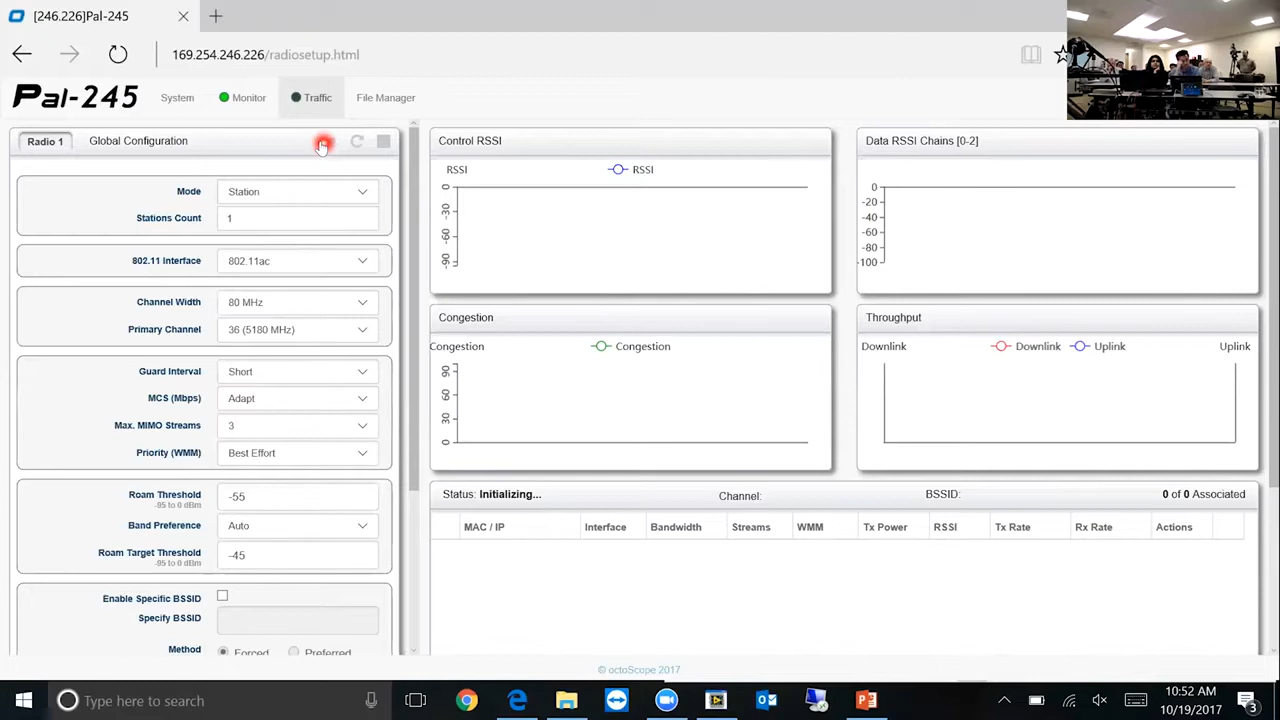 [246.226]Pal-245
169.254.246.226/radiosetup.html
Pal-245 System Monitor Traffic File Manager
Radio 1 Global Configuration
Mode Station
Stations Count 1
802.11 Interface 802.11ac
Channel Width 80 MHz
Primary Channel 36 (5180 MHz)
Guard Interval Short
MCS (Mbps) Adapt
Max. MIMO Streams 3
Priority (WMM) Best Effort
Roam Threshold -55
-95 to 0 dBm
Band Preference Auto
Roam Target Threshold -45
-95 to 0 dBm
Enable Specific BSSID
Specify BSSID
Method Forced Preferred
Control RSSI
RSSI RSSI
0
-30
-60
-90
Data RSSI Chains [0-2]
0
-20
-40
-60
-80
-100
Congestion
Congestion Congestion
90
60
30
0
Throughput
Downlink Downlink Uplink Uplink
Status: Initializing... Channel: BSSID: 0 of 0 Associated
MAC / IP Interface Bandwidth Streams WMM Tx Power RSSI Tx Rate Rx Rate Actions
© octoScope 2017
Type here to search
10:52 AM
10/19/2017
3